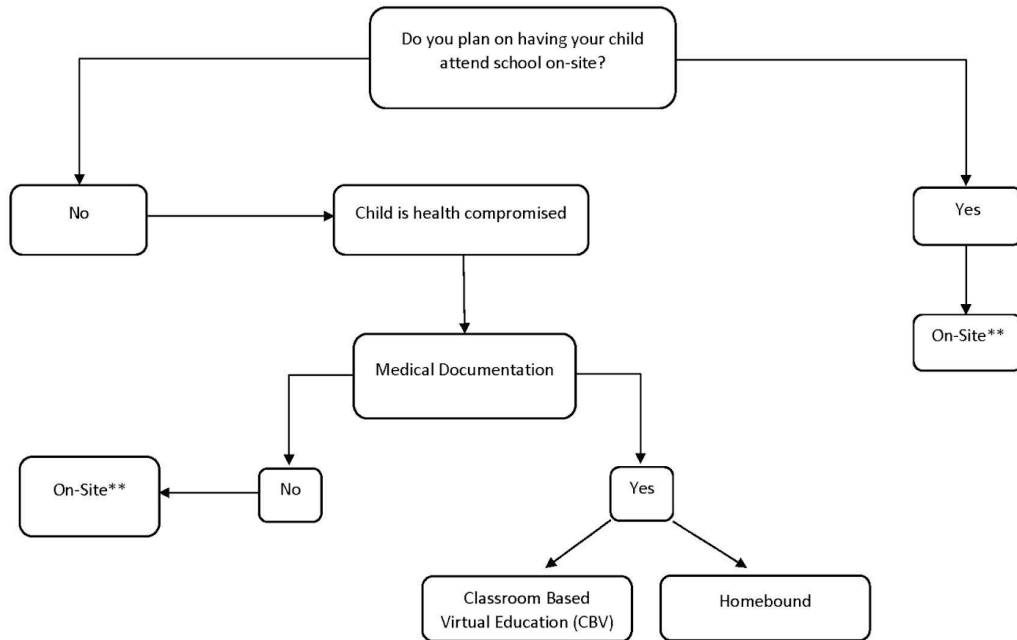 Do you plan on having your child
attend school on-site?
No
Child is health compromised
Yes
On-Site**
Medical Documentation
On-Site**
No
Yes
Classroom Based
Virtual Education (CBV)
Homebound